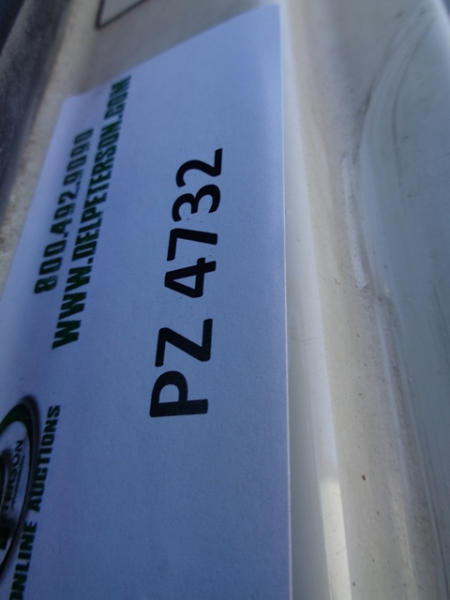 800.492.9090
WWW.DELPETERSON.COM
ONLINE AUCTIONS
PZ 4732